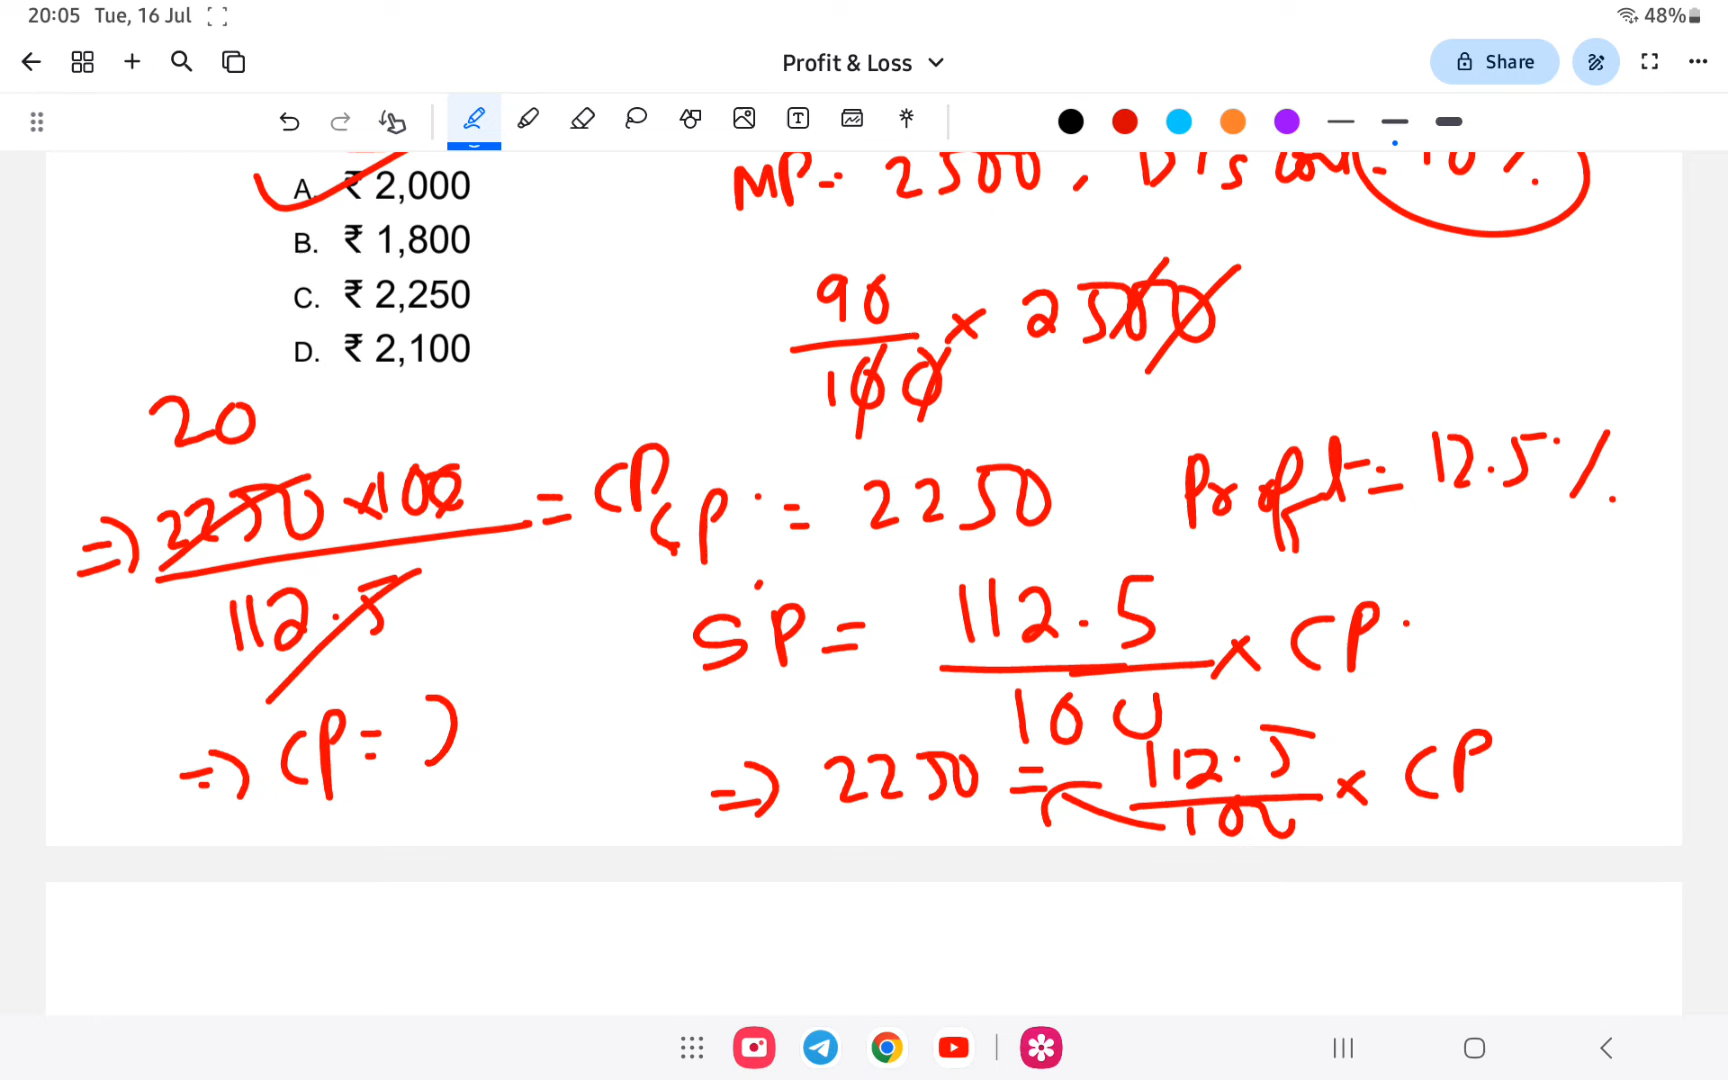 20:05 Tue, 16 Jul
48%
Profit & Loss
Share
MP = 2500, Discount = 10%.
A. ₹ 2,000
B. ₹ 1,800
C. ₹ 2,250
D. ₹ 2,100
90/100 × 2500
20
⇒ 2250 × 100 / 112.5 = CP
SP = 2250 Profit = 12.5%.
SP = 112.5/100 × CP.
⇒ CP =
⇒ 2250 = 112.5/100 × CP